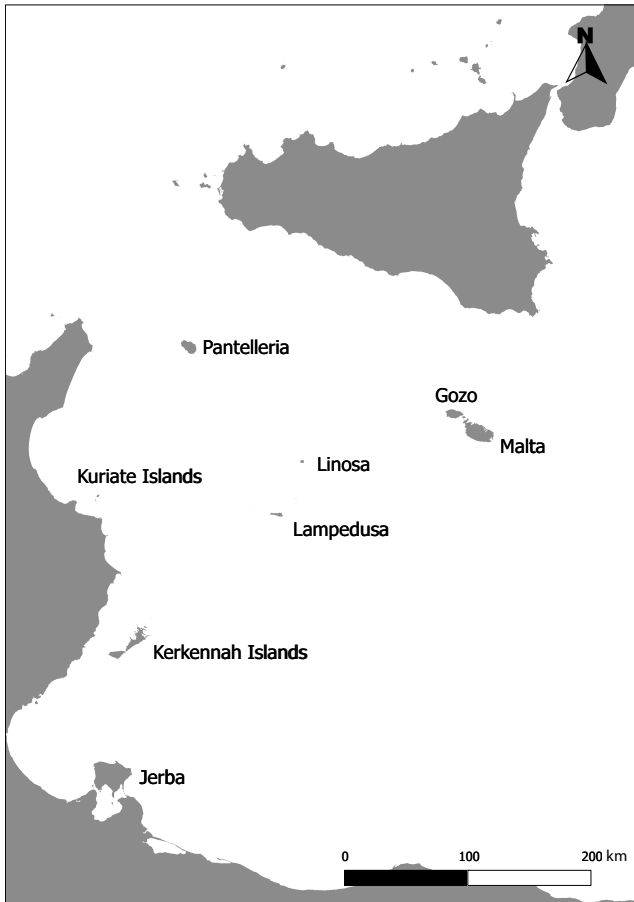 N
Pantelleria
Gozo
Malta
Linosa
Kuriate Islands
Lampedusa
Kerkennah Islands
Jerba
0 100 200 km